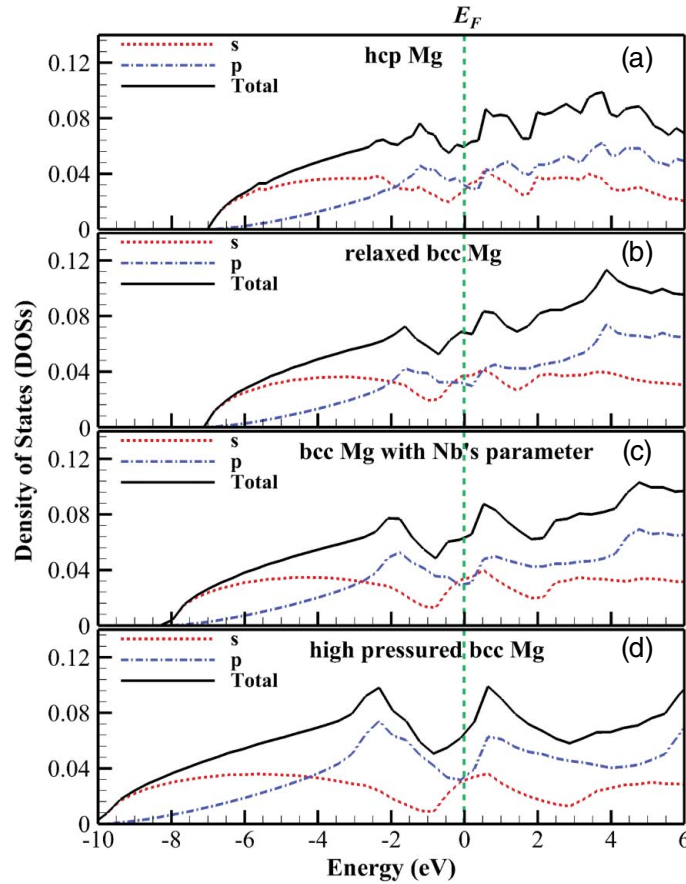 E_F
0.12
0.08
0.04
0
s
p
Total
hcp Mg
(a)
0.12
0.08
0.04
0
s
p
Total
relaxed bcc Mg
(b)
0.12
0.08
0.04
0
s
p
Total
bcc Mg with Nb's parameter
(c)
0.12
0.08
0.04
0
s
p
Total
high pressured bcc Mg
(d)
Density of States (DOSs)
-10 -8 -6 -4 -2 0 2 4 6
Energy (eV)